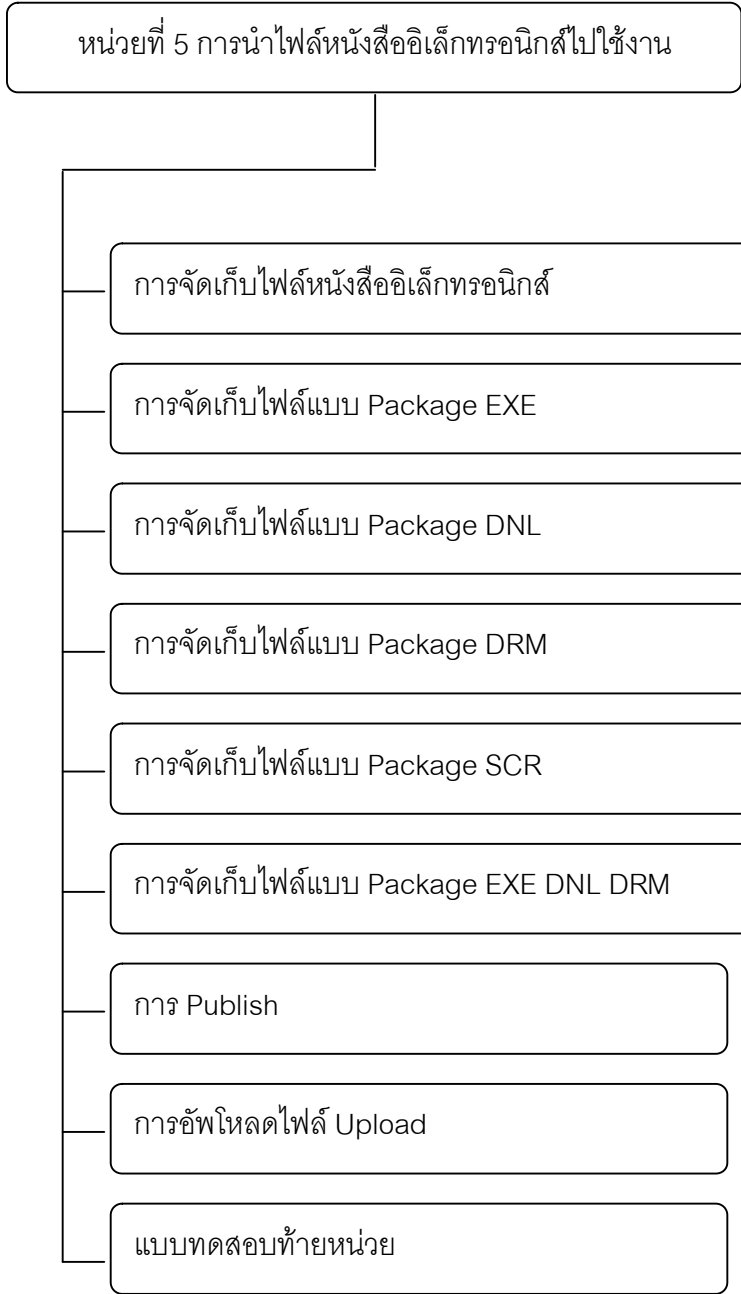 หน่วยที่ 5 การนำไฟล์หนังสืออิเล็กทรอนิกส์ไปใช้งาน
การจัดเก็บไฟล์หนังสืออิเล็กทรอนิกส์
การจัดเก็บไฟล์แบบ Package EXE
การจัดเก็บไฟล์แบบ Package DNL
การจัดเก็บไฟล์แบบ Package DRM
การจัดเก็บไฟล์แบบ Package SCR
การจัดเก็บไฟล์แบบ Package EXE DNL DRM
การ Publish
การอัพโหลดไฟล์ Upload
แบบทดสอบท้ายหน่วย